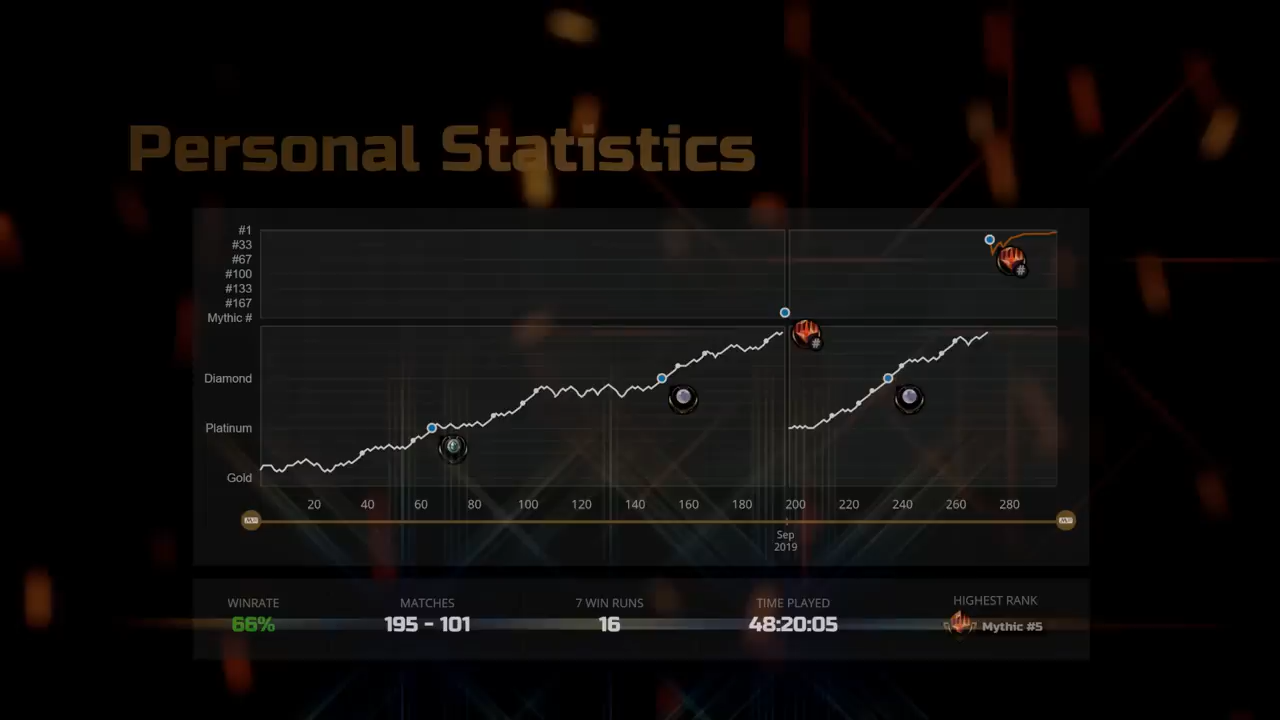 Personal Statistics
#1
#33
#67
#100
#133
#167
Mythic #
Diamond
Platinum
Gold
20 40 60 80 100 120 140 160 180 200 220 240 260 280
Sep
2019
WINRATE MATCHES 7 WIN RUNS TIME PLAYED HIGHEST RANK
66% 195 - 101 16 48:20:05 Mythic #5